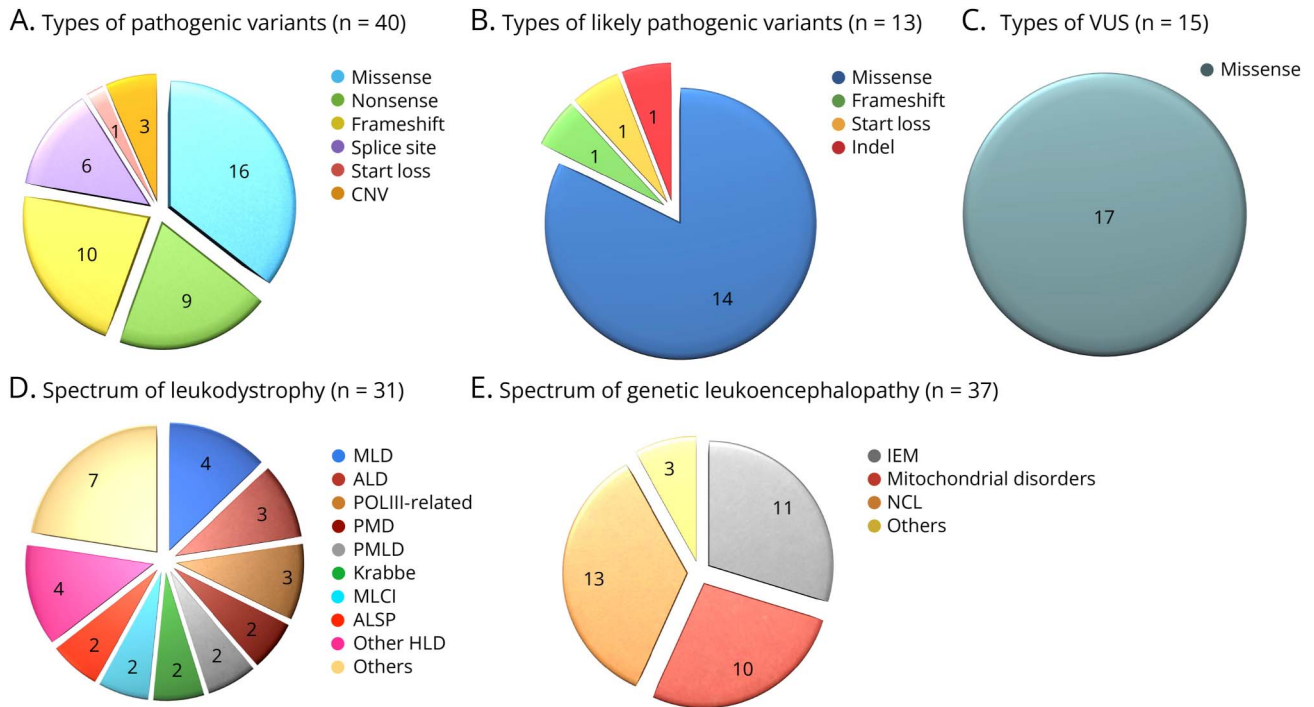 A. Types of pathogenic variants (n = 40)
Missense
Nonsense
Frameshift
Splice site
Start loss
CNV
16
9
10
6
1
3
B. Types of likely pathogenic variants (n = 13)
Missense
Frameshift
Start loss
Indel
14
1
1
1
C. Types of VUS (n = 15)
Missense
17
D. Spectrum of leukodystrophy (n = 31)
MLD
ALD
POLIII-related
PMD
PMLD
Krabbe
MLCI
ALSP
Other HLD
Others
4
3
3
2
2
2
2
2
4
7
E. Spectrum of genetic leukoencephalopathy (n = 37)
IEM
Mitochondrial disorders
NCL
Others
11
10
13
3